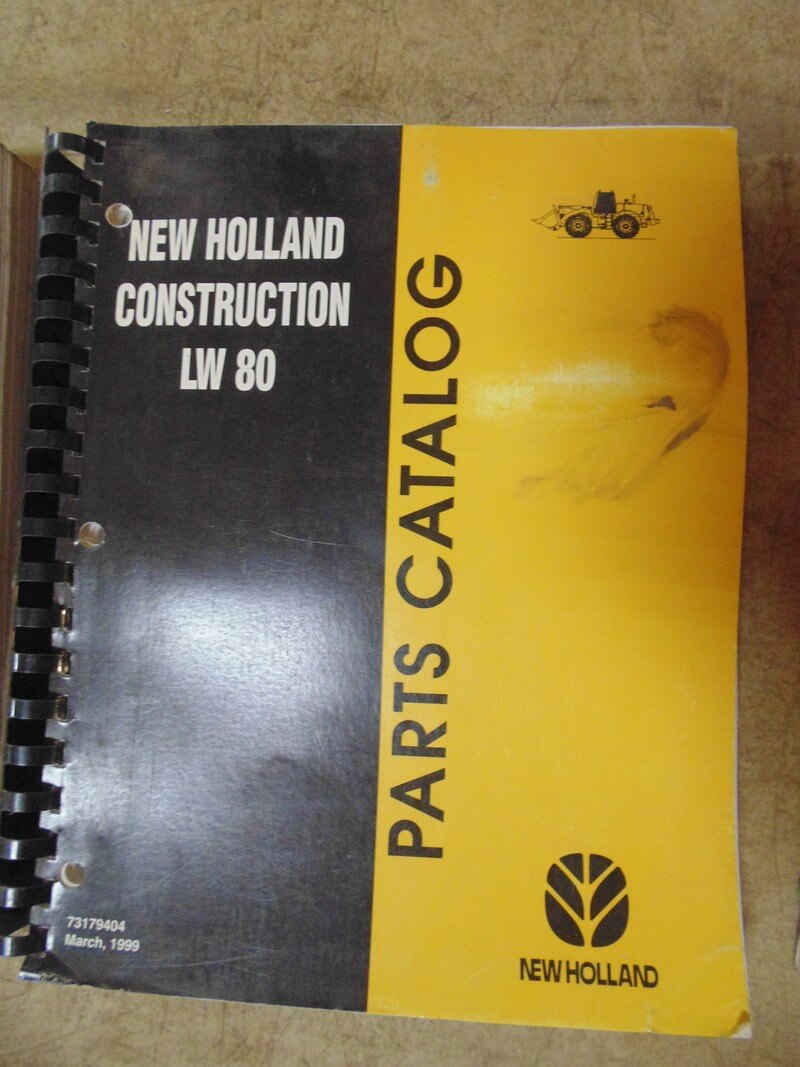 NEW HOLLAND
CONSTRUCTION
LW 80
PARTS CATALOG
73179404
March, 1999
NEW HOLLAND